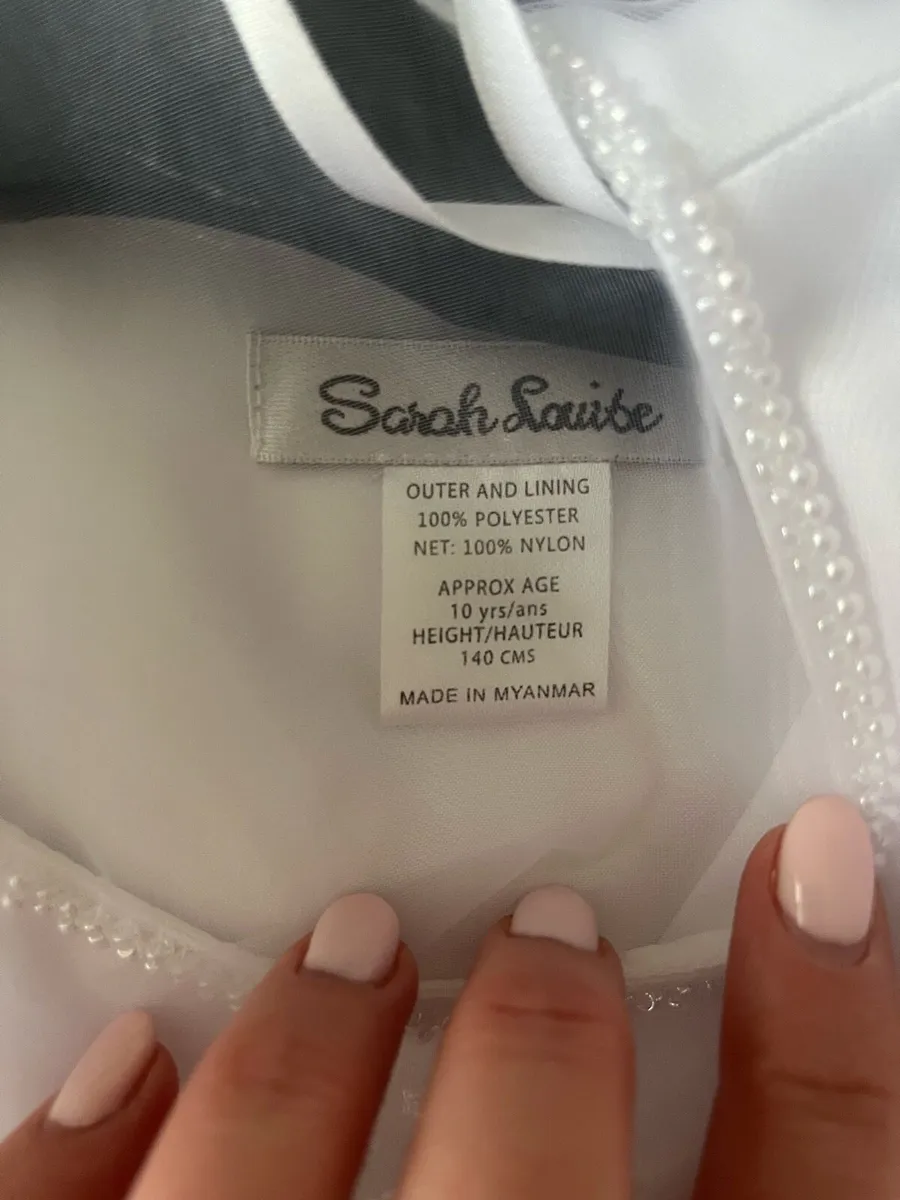 Sarah Louise
OUTER AND LINING
100% POLYESTER
NET: 100% NYLON
APPROX AGE
10 yrs/ans
HEIGHT/HAUTEUR
140 CMS
MADE IN MYANMAR